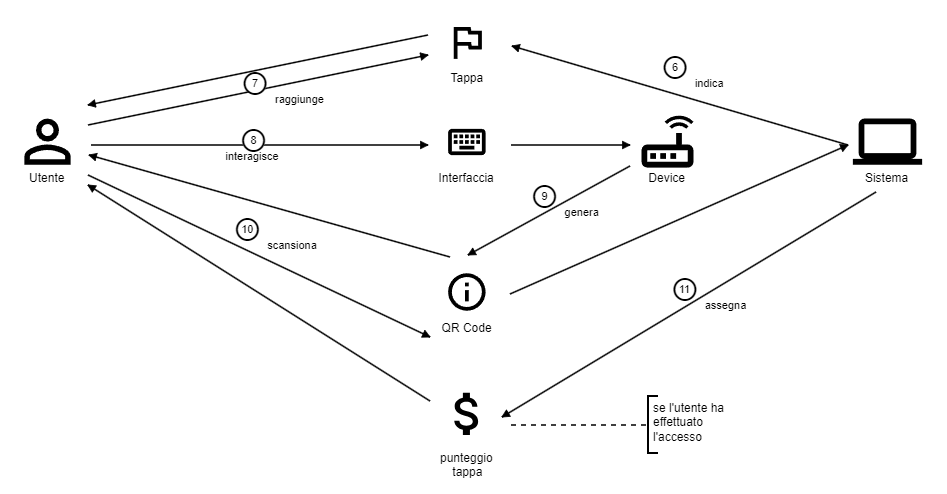 6
indica
Tappa
7
raggiunge
8
interagisce
Utente
Interfaccia
Device
Sistema
9
genera
10
scansiona
QR Code
11
assegna
se l'utente ha
effettuato
l'accesso
punteggio
tappa